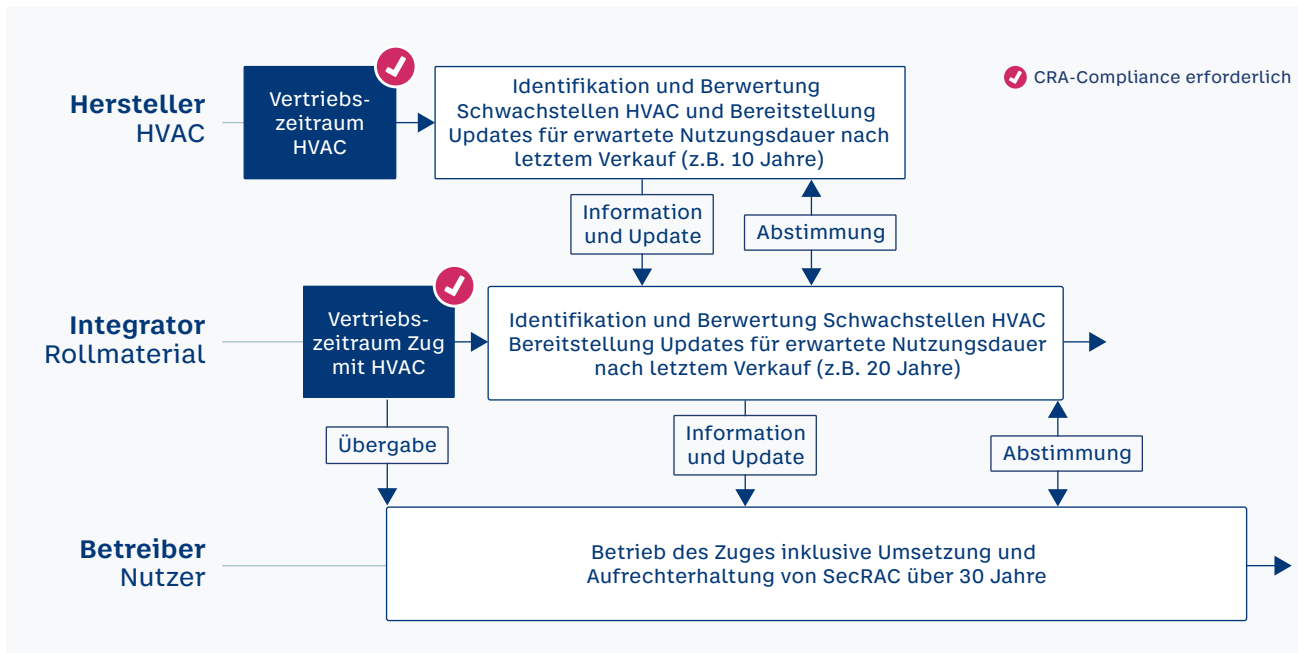 Hersteller
HVAC
Vertriebs-
zeitraum
HVAC
Identifikation und Berwertung
Schwachstellen HVAC und Bereitstellung
Updates für erwartete Nutzungsdauer nach
letztem Verkauf (z.B. 10 Jahre)
CRA-Compliance erforderlich
Information
und Update
Abstimmung
Integrator
Rollmaterial
Vertriebs-
zeitraum Zug
mit HVAC
Identifikation und Berwertung Schwachstellen HVAC
Bereitstellung Updates für erwartete Nutzungsdauer
nach letztem Verkauf (z.B. 20 Jahre)
Übergabe
Information
und Update
Abstimmung
Betreiber
Nutzer
Betrieb des Zuges inklusive Umsetzung und
Aufrechterhaltung von SecRAC über 30 Jahre